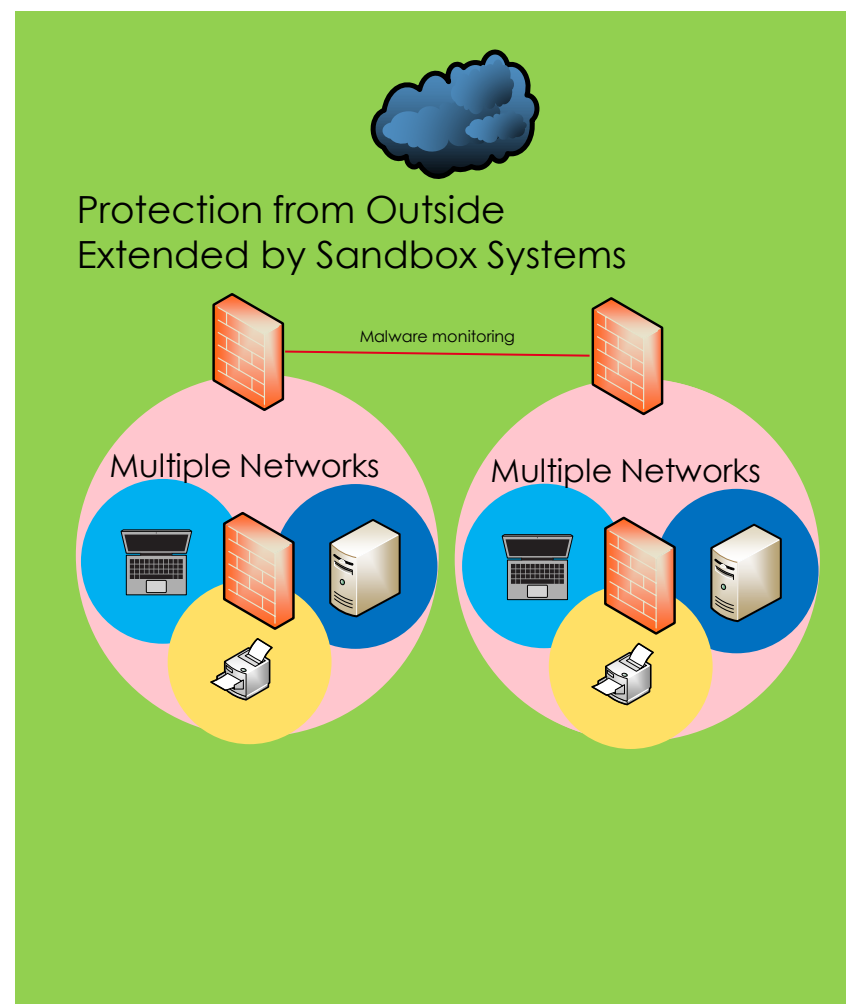 Protection from Outside
Extended by Sandbox Systems
Malware monitoring
Multiple Networks
Multiple Networks